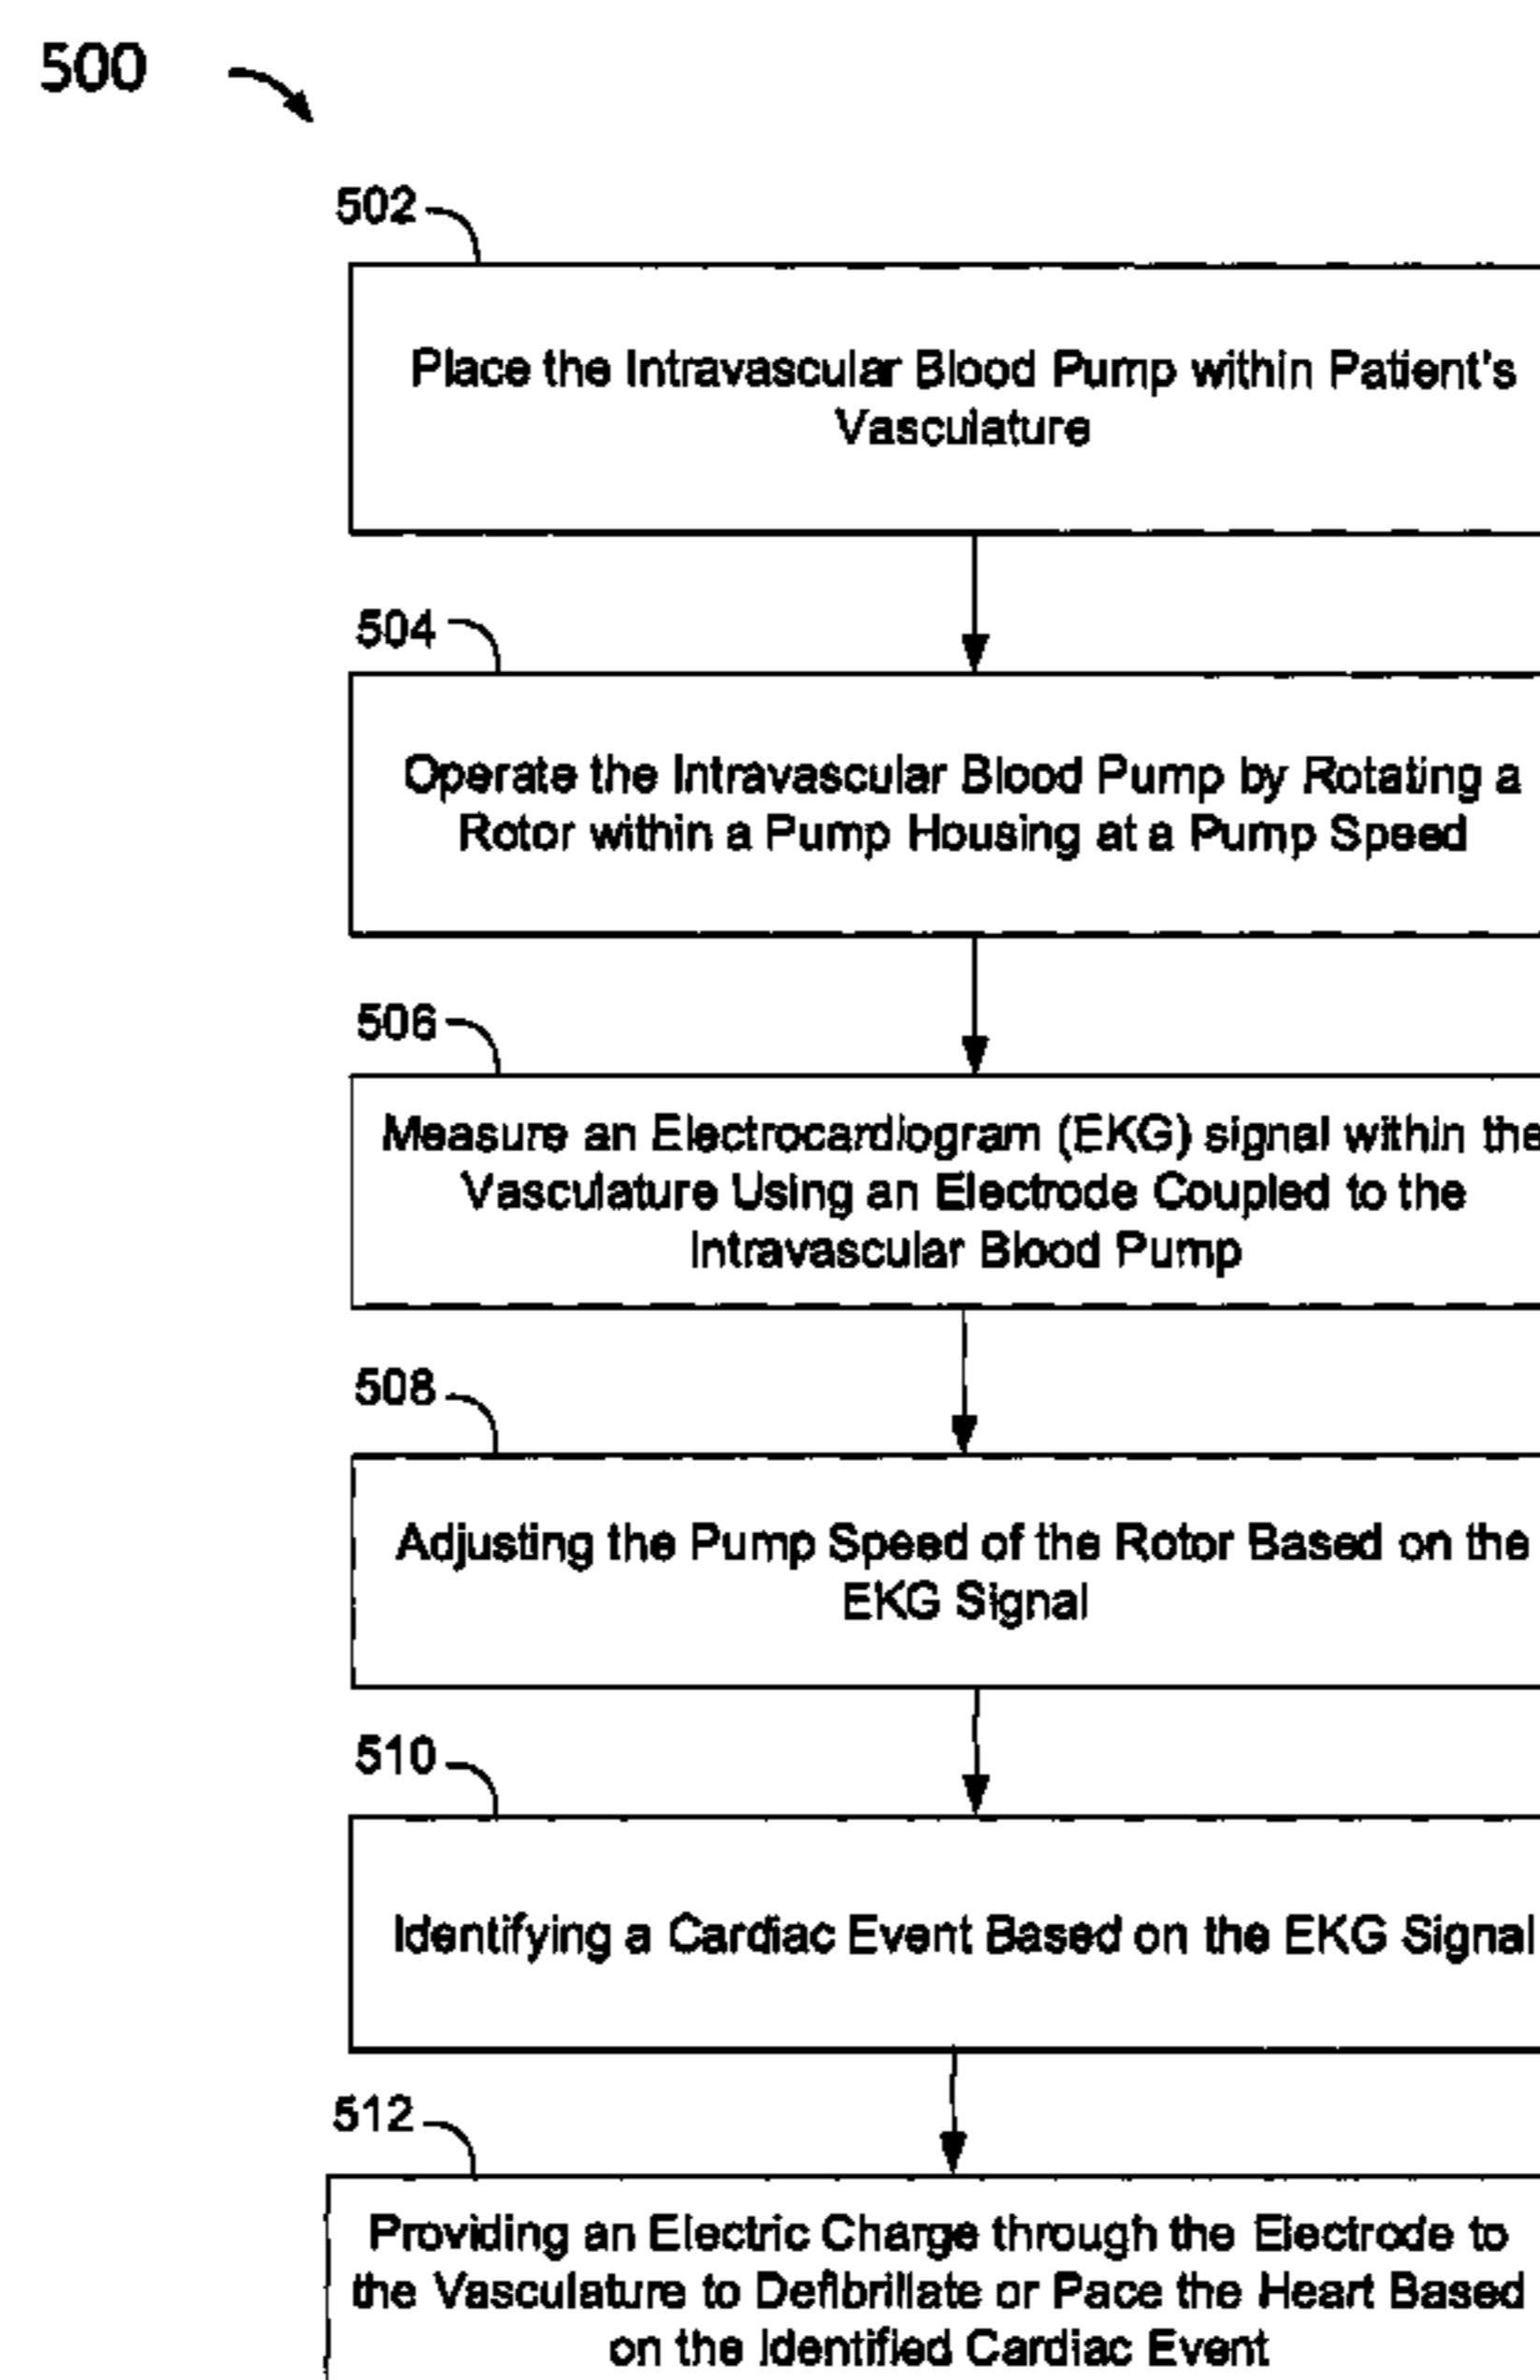 500
502
Place the Intravascular Blood Pump within Patient's
Vasculature
504
Operate the Intravascular Blood Pump by Rotating a
Rotor within a Pump Housing at a Pump Speed
506
Measure an Electrocardiogram (EKG) signal within the
Vasculature Using an Electrode Coupled to the
Intravascular Blood Pump
508
Adjusting the Pump Speed of the Rotor Based on the
EKG Signal
510
Identifying a Cardiac Event Based on the EKG Signal
512
Providing an Electric Charge through the Electrode to
the Vasculature to Defibrillate or Pace the Heart Based
on the Identified Cardiac Event